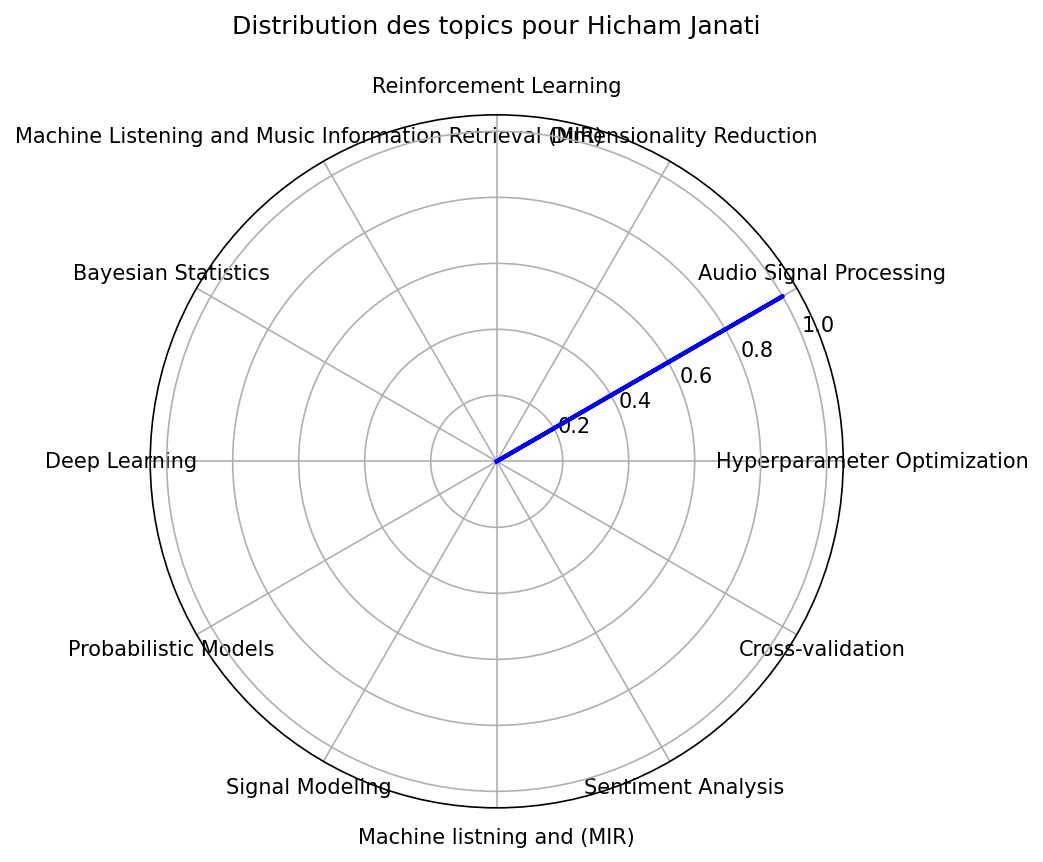 Distribution des topics pour Hicham Janati
Reinforcement Learning
Machine Listening and Music Information Retrieval (MIR)
Dimensionality Reduction
Bayesian Statistics
Audio Signal Processing
1.0
0.8
0.6
0.4
0.2
Deep Learning
Hyperparameter Optimization
Probabilistic Models
Cross-validation
Signal Modeling
Sentiment Analysis
Machine listning and (MIR)